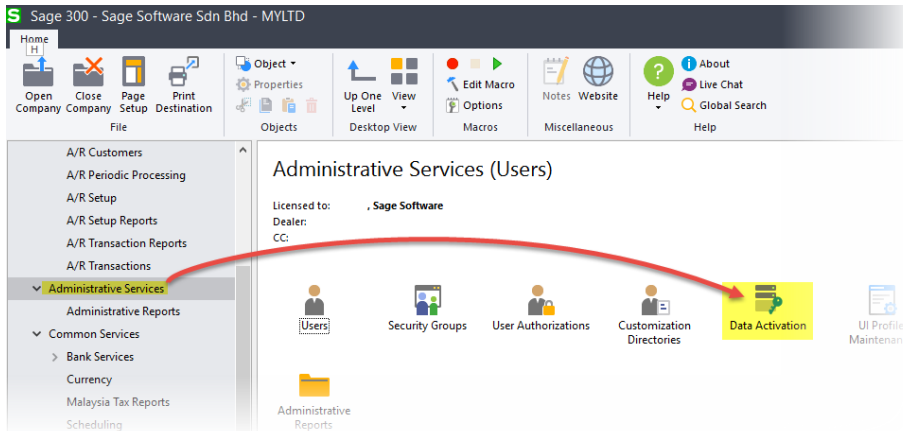 S Sage 300 - Sage Software Sdn Bhd - MYLTD
Home
H
Open Company
Close Company
Page Setup
Print Destination
File
Object
Properties
Objects
Up One Level
View
Desktop View
Edit Macro
Options
Macros
Notes
Website
Miscellaneous
Help
About
Live Chat
Global Search
Help
A/R Customers
A/R Periodic Processing
A/R Setup
A/R Setup Reports
A/R Transaction Reports
A/R Transactions
Administrative Services
Administrative Reports
Common Services
Bank Services
Currency
Malaysia Tax Reports
Scheduling
Administrative Services (Users)
Licensed to: , Sage Software
Dealer:
CC:
Users
Security Groups
User Authorizations
Customization
Directories
Data Activation
UI Profile
Maintenan
Administrative
Reports